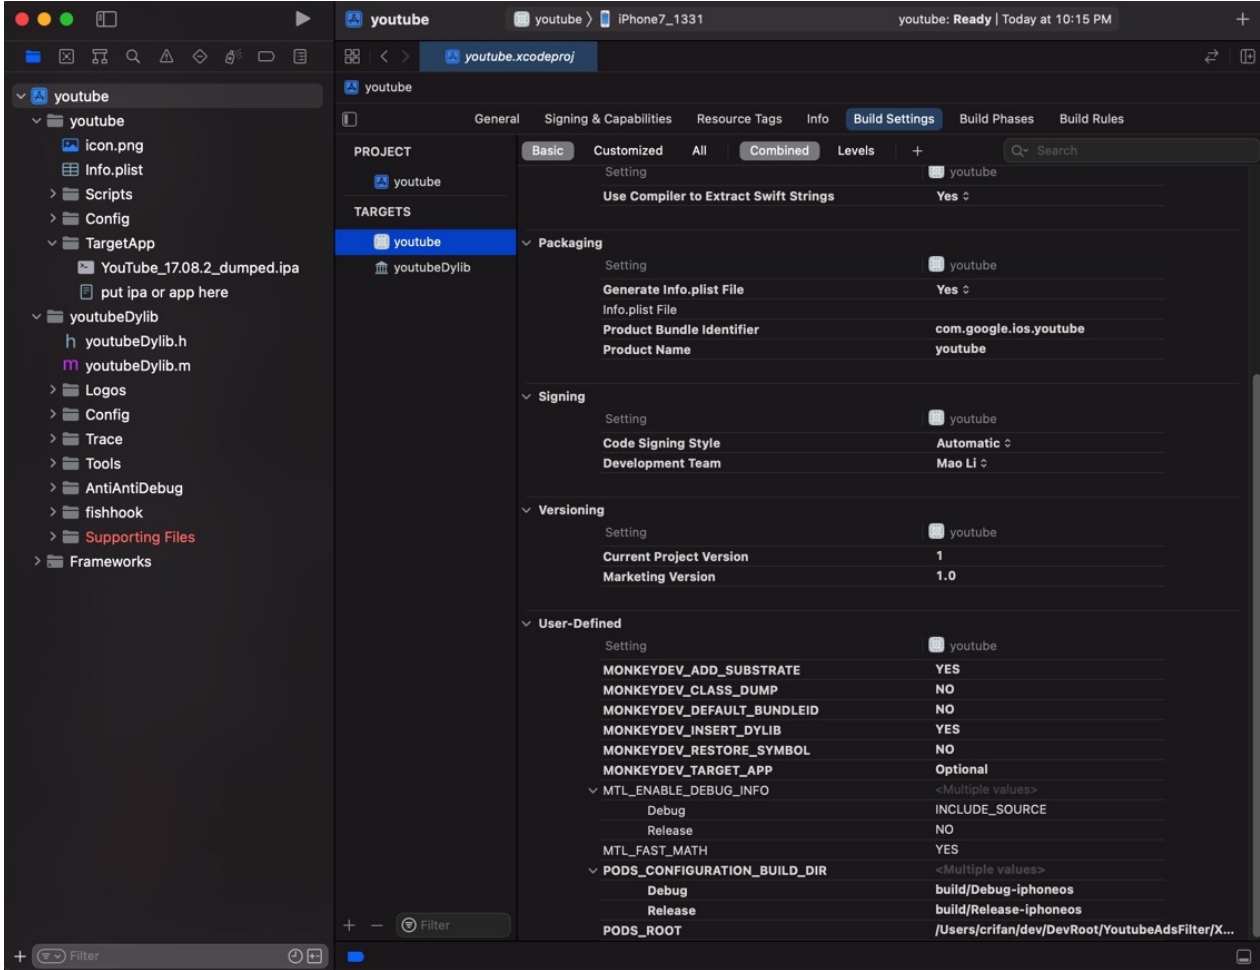 youtube
youtube 〉 iPhone7_1331
youtube: Ready | Today at 10:15 PM
youtube.xcodeproj
youtube
General Signing & Capabilities Resource Tags Info Build Settings Build Phases Build Rules
youtube
youtube
icon.png
Info.plist
Scripts
Config
TargetApp
YouTube_17.08.2_dumped.ipa
put ipa or app here
youtubeDylib
h youtubeDylib.h
m youtubeDylib.m
Logos
Config
Trace
Tools
AntiAntiDebug
fishhook
Supporting Files
Frameworks
Filter
PROJECT
youtube
TARGETS
youtube
youtubeDylib
Filter
Basic Customized All Combined Levels + Search
Setting youtube
Use Compiler to Extract Swift Strings Yes
Packaging
Setting youtube
Generate Info.plist File Yes
Info.plist File
Product Bundle Identifier com.google.ios.youtube
Product Name youtube
Signing
Setting youtube
Code Signing Style Automatic
Development Team Mao Li
Versioning
Setting youtube
Current Project Version 1
Marketing Version 1.0
User-Defined
Setting youtube
MONKEYDEV_ADD_SUBSTRATE YES
MONKEYDEV_CLASS_DUMP NO
MONKEYDEV_DEFAULT_BUNDLEID NO
MONKEYDEV_INSERT_DYLIB YES
MONKEYDEV_RESTORE_SYMBOL NO
MONKEYDEV_TARGET_APP Optional
MTL_ENABLE_DEBUG_INFO <Multiple values>
Debug INCLUDE_SOURCE
Release NO
MTL_FAST_MATH YES
PODS_CONFIGURATION_BUILD_DIR <Multiple values>
Debug build/Debug-iphoneos
Release build/Release-iphoneos
PODS_ROOT /Users/crifan/dev/DevRoot/YoutubeAdsFilter/X...